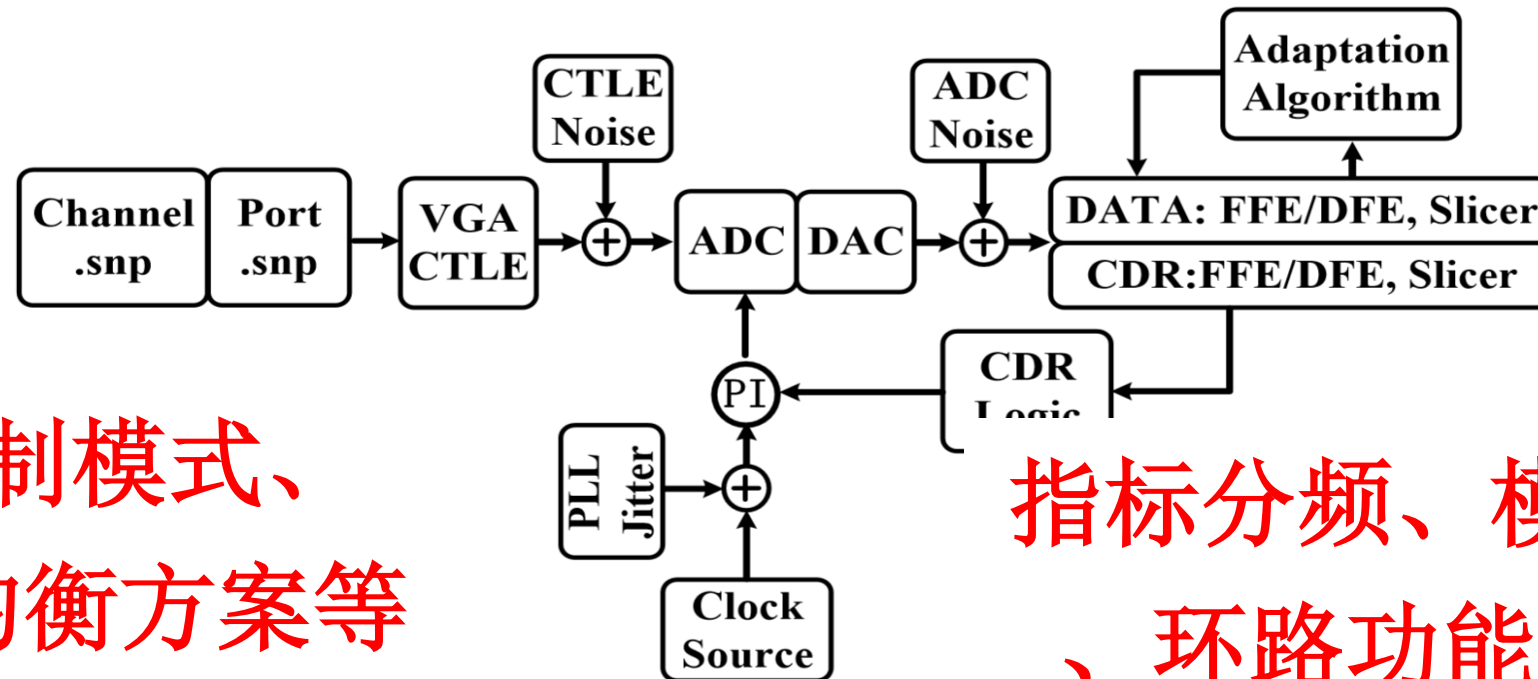 CTLE
Noise
ADC
Noise
Adaptation
Algorithm
Channel
.snp
Port
.snp
VGA
CTLE
+
ADC
DAC
+
DATA: FFE/DFE, Slicer
CDR:FFE/DFE, Slicer
PI
CDR
Logic
PLL
Jitter
+
Clock
Source
制模式、
均衡方案等
指标分频、模
、环路功能